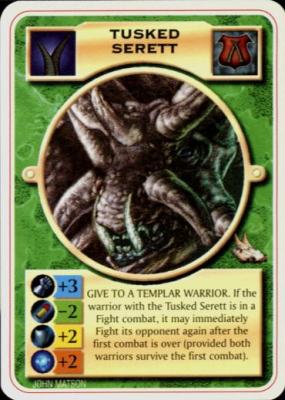 TUSKED
SERETT
+3
-2
+2
+2
GIVE TO A TEMPLAR WARRIOR. If the
warrior with the Tusked Serett is in a
Fight combat, it may immediately
Fight its opponent again after the
first combat is over (provided both
warriors survive the first combat).
JOHN MATSON